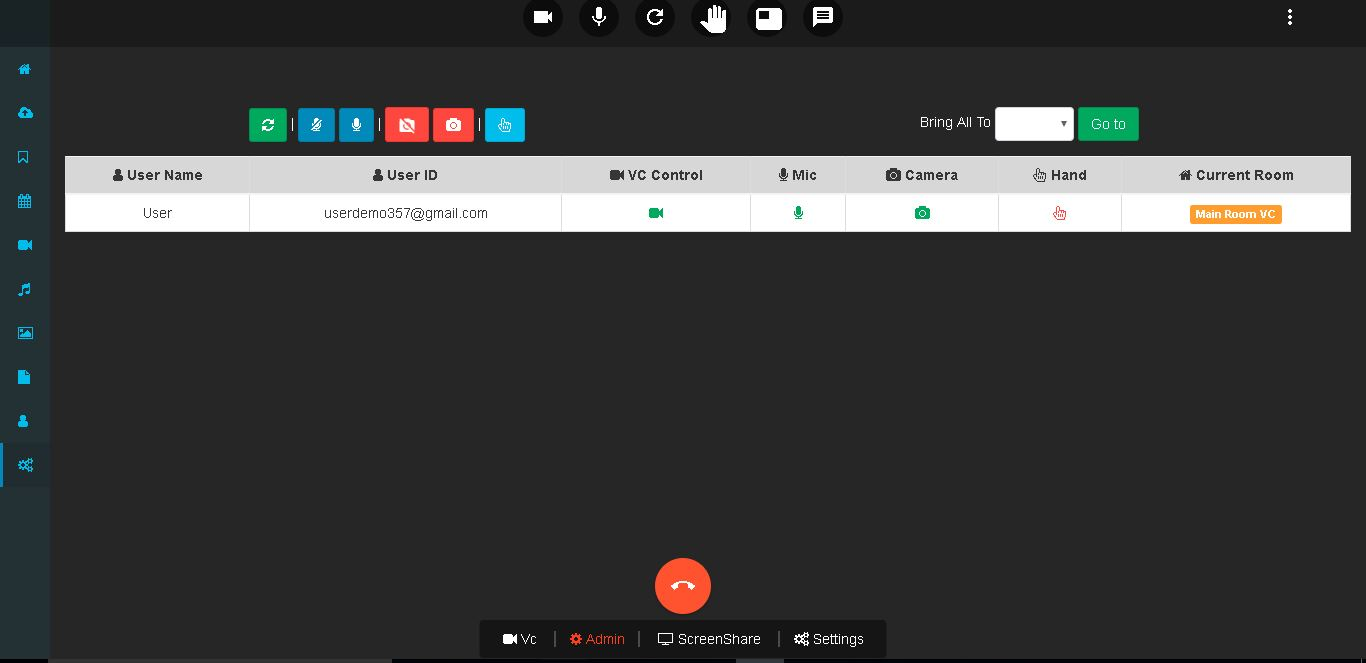 Bring All To Go to
User Name User ID VC Control Mic Camera Hand Current Room
User userdemo357@gmail.com Main Room VC
Vc | Admin | ScreenShare | Settings